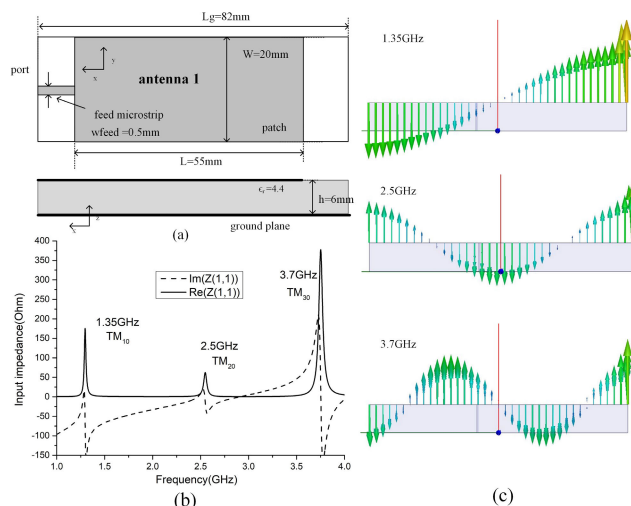 Lg=82mm
port
y
x
W=20mm
antenna 1
feed microstrip
wfeed =0.5mm
patch
L=55mm
εr=4.4
h=6mm
z
x
ground plane
(a)
400
350
300
250
200
150
100
50
0
-50
-100
-150
Input impedance(Ohm)
Im(Z(1,1))
Re(Z(1,1))
1.35GHz
TM10
2.5GHz
TM20
3.7GHz
TM30
1.0 1.5 2.0 2.5 3.0 3.5 4.0
Frequency(GHz)
(b)
1.35GHz
2.5GHz
3.7GHz
(c)